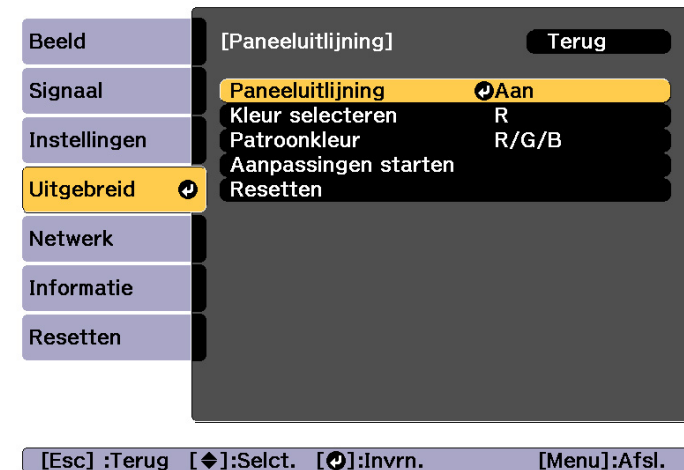 Beeld
Signaal
Instellingen
Uitgebreid
Netwerk
Informatie
Resetten
[Paneeluitlijning] Terug
Paneeluitlijning Aan
Kleur selecteren R
Patroonkleur R/G/B
Aanpassingen starten
Resetten
[Esc] :Terug [◆]:Selct. [↵]:Invrn. [Menu]:Afsl.